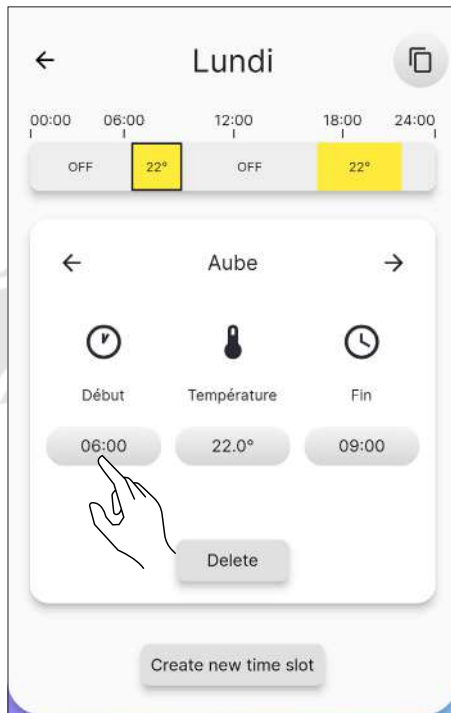 Lundi
00:00 06:00 12:00 18:00 24:00
OFF 22° OFF 22°
Aube
Début Température Fin
06:00 22.0° 09:00
Delete
Create new time slot